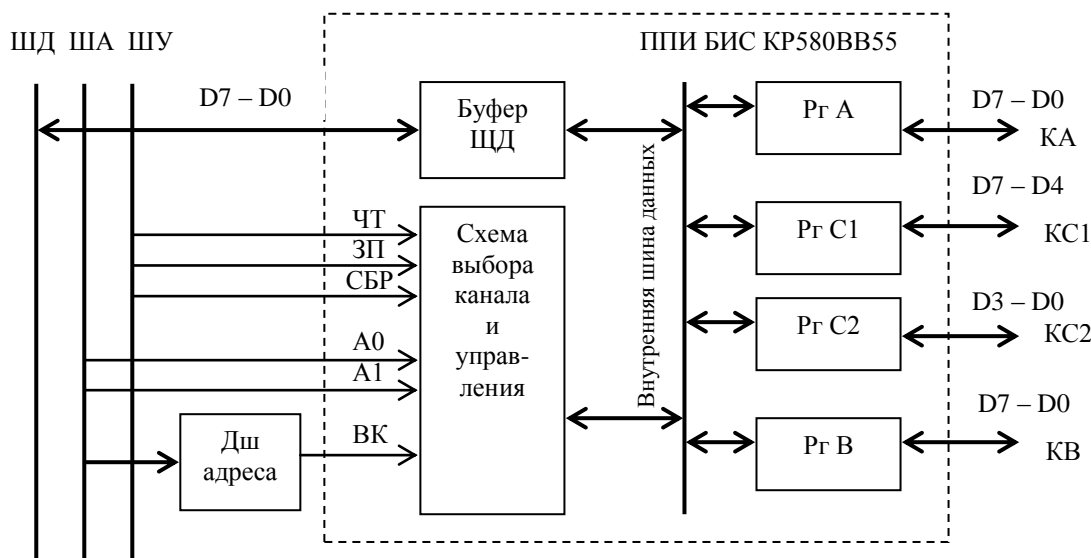 ШД ША ШУ
ППИ БИС КР580ВВ55
D7 – D0
Буфер
ЩД
Рг А
D7 – D0
КА
Внутренняя шина данных
ЧТ
ЗП
СБР
А0
А1
ВК
Схема
выбора
канала
и
управ-
ления
Рг С1
D7 – D4
КС1
Рг С2
D3 – D0
КС2
Дш
адреса
Рг В
D7 – D0
КВ